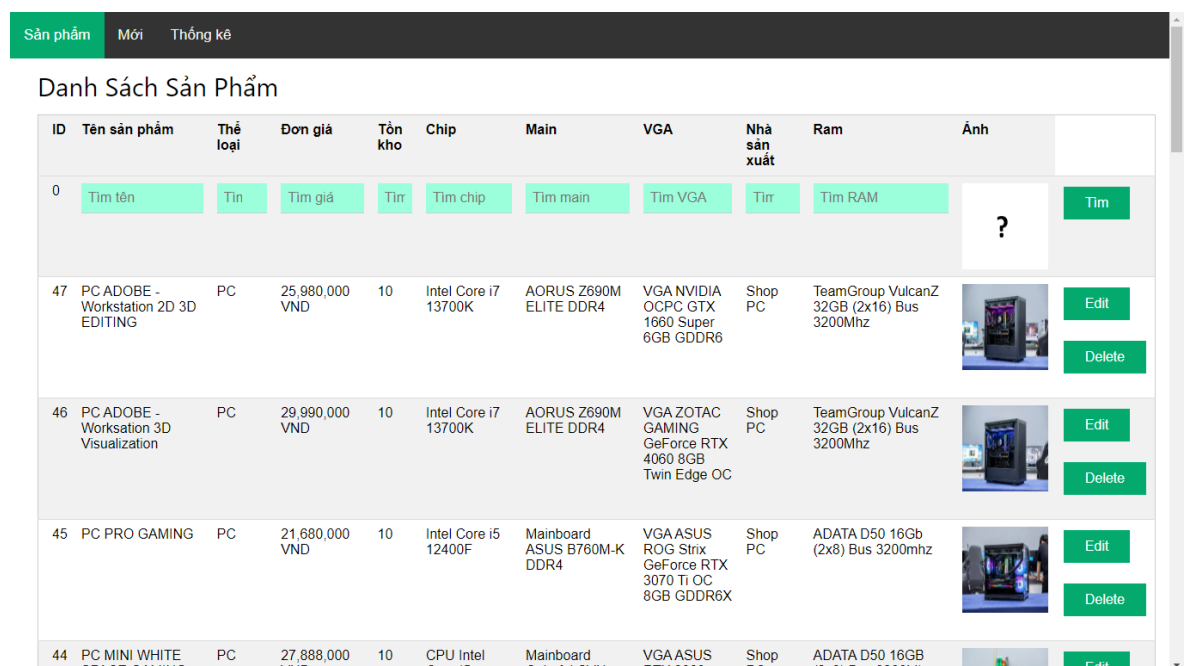 Sản phẩm Mới Thống kê
Danh Sách Sản Phẩm
ID Tên sản phẩm Thể loại Đơn giá Tồn kho Chip Main VGA Nhà sản xuất Ram Ảnh
0 Tìm tên Tìm giá Tìm chip Tìm main Tìm VGA Tìm RAM ? Tìm
47 PC ADOBE - Workstation 2D 3D EDITING PC 25,980,000 VND 10 Intel Core i7 13700K AORUS Z690M ELITE DDR4 VGA NVIDIA OCPC GTX 1660 Super 6GB GDDR6 Shop PC TeamGroup VulcanZ 32GB (2x16) Bus 3200Mhz Edit
Delete
46 PC ADOBE - Worksation 3D Visualization PC 29,990,000 VND 10 Intel Core i7 13700K AORUS Z690M ELITE DDR4 VGA ZOTAC GAMING GeForce RTX 4060 8GB Twin Edge OC Shop PC TeamGroup VulcanZ 32GB (2x16) Bus 3200Mhz Edit
Delete
45 PC PRO GAMING PC 21,680,000 VND 10 Intel Core i5 12400F Mainboard ASUS B760M-K DDR4 VGA ASUS ROG Strix GeForce RTX 3070 Ti OC 8GB GDDR6X Shop PC ADATA D50 16Gb (2x8) Bus 3200mhz Edit
Delete
44 PC MINI WHITE PC 27,888,000 10 CPU Intel Mainboard VGA ASUS Shop ADATA D50 16GB Edit